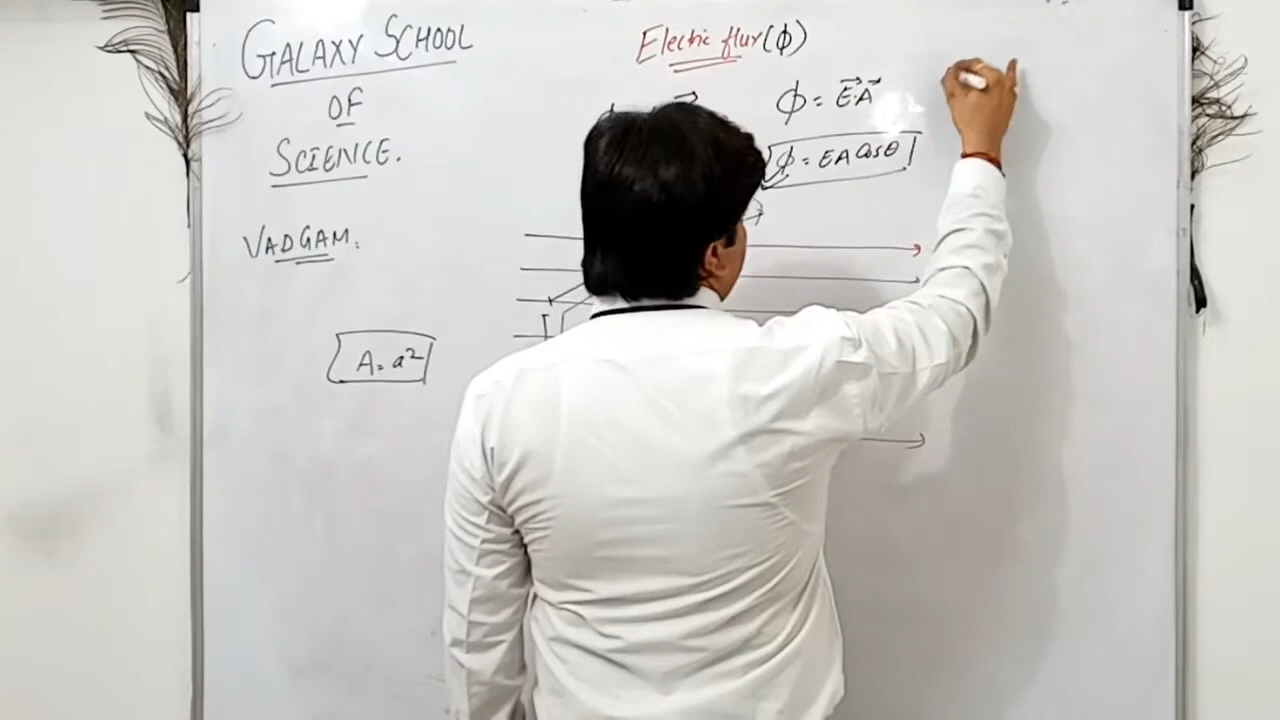 GALAXY SCHOOL
OF
SCIENCE.
VADGAM.
A = a²
Electric flux (ϕ)
ϕ = E⃗·A⃗
ϕ = EA Cosθ